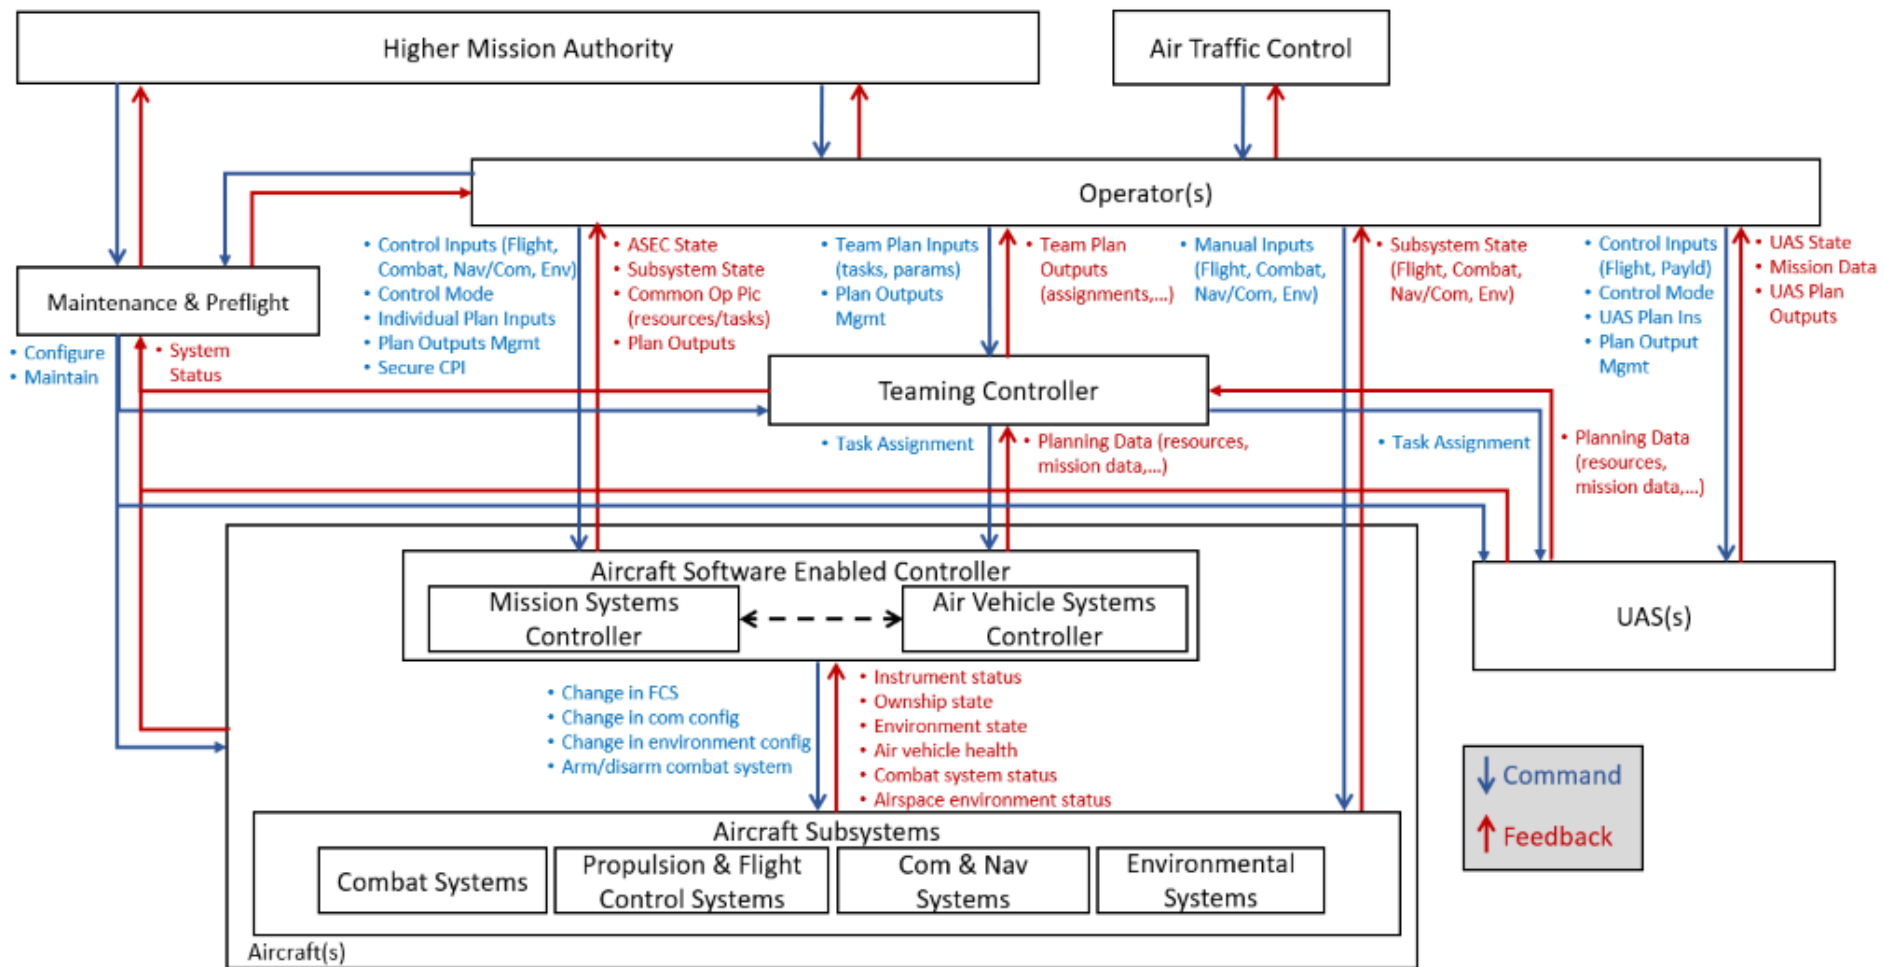 Higher Mission Authority
Air Traffic Control
Operator(s)
Maintenance & Preflight
• Configure
• Maintain
• System
Status
• Control Inputs (Flight,
Combat, Nav/Com, Env)
• Control Mode
• Individual Plan Inputs
• Plan Outputs Mgmt
• Secure CPI
• ASEC State
• Subsystem State
• Common Op Pic
(resources/tasks)
• Plan Outputs
• Team Plan Inputs
(tasks, params)
• Plan Outputs
Mgmt
• Team Plan
Outputs
(assignments,...)
• Manual Inputs
(Flight, Combat,
Nav/Com, Env)
• Subsystem State
(Flight, Combat,
Nav/Com, Env)
• Control Inputs
(Flight, Payld)
• Control Mode
• UAS Plan Ins
• Plan Output
Mgmt
• UAS State
• Mission Data
• UAS Plan
Outputs
Teaming Controller
• Task Assignment
• Planning Data (resources,
mission data,...)
• Task Assignment
• Planning Data
(resources,
mission data,...)
Aircraft Software Enabled Controller
Mission Systems
Controller
Air Vehicle Systems
Controller
UAS(s)
• Change in FCS
• Change in com config
• Change in environment config
• Arm/disarm combat system
• Instrument status
• Ownship state
• Environment state
• Air vehicle health
• Combat system status
• Airspace environment status
Aircraft Subsystems
Combat Systems
Propulsion & Flight
Control Systems
Com & Nav
Systems
Environmental
Systems
Aircraft(s)
Command
Feedback